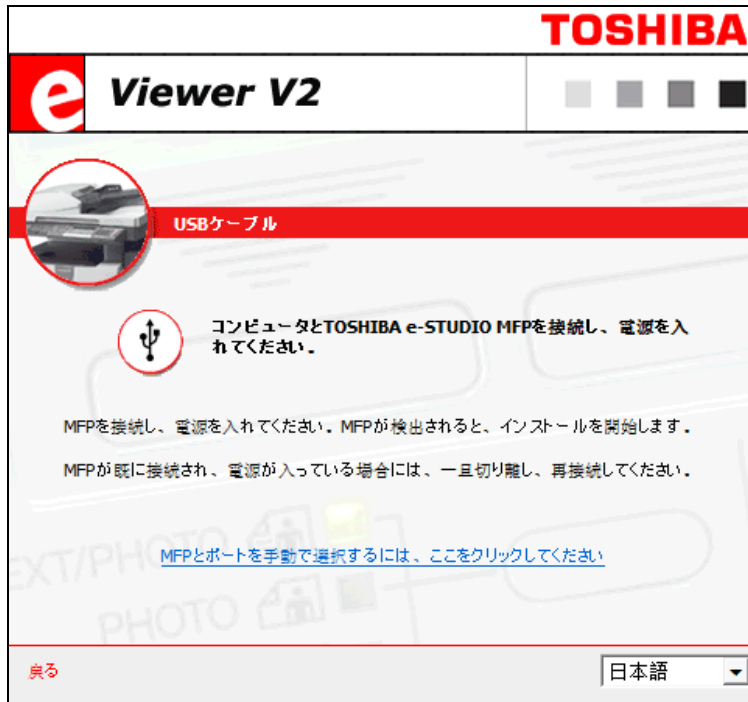 TOSHIBA
e Viewer V2
USBケーブル
コンピュータとTOSHIBA e-STUDIO MFPを接続し、電源を入
れてください.
MFPを接続し、電源を入れてください. MFPが検出されると、インストールを開始します.
MFPが既に接続され、電源が入っている場合には、一旦切り離し、再接続してください.
MFPとポートを手動で選択するには、ここをクリックしてください
EXT/PHOTO
PHOTO
戻る
日本語